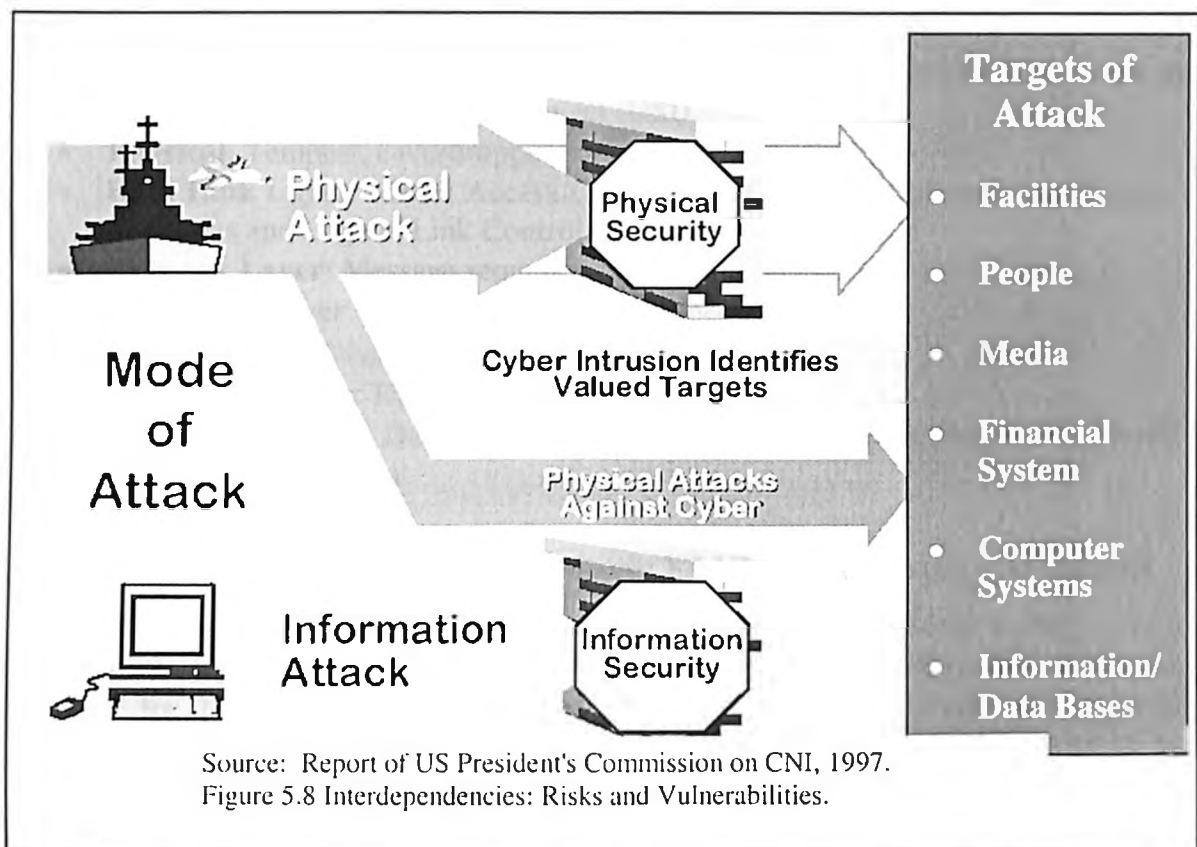 Targets of
Attack
Physical
Attack
Physical
Security
• Facilities
• People
Cyber Intrusion Identifies
Valued Targets
Mode
of
Attack
• Media
• Financial
System
Physical Attacks
Against Cyber
• Computer
Systems
Information
Attack
Information
Security
• Information/
Data Bases
Source: Report of US President's Commission on CNI, 1997.
Figure 5.8 Interdependencies: Risks and Vulnerabilities.